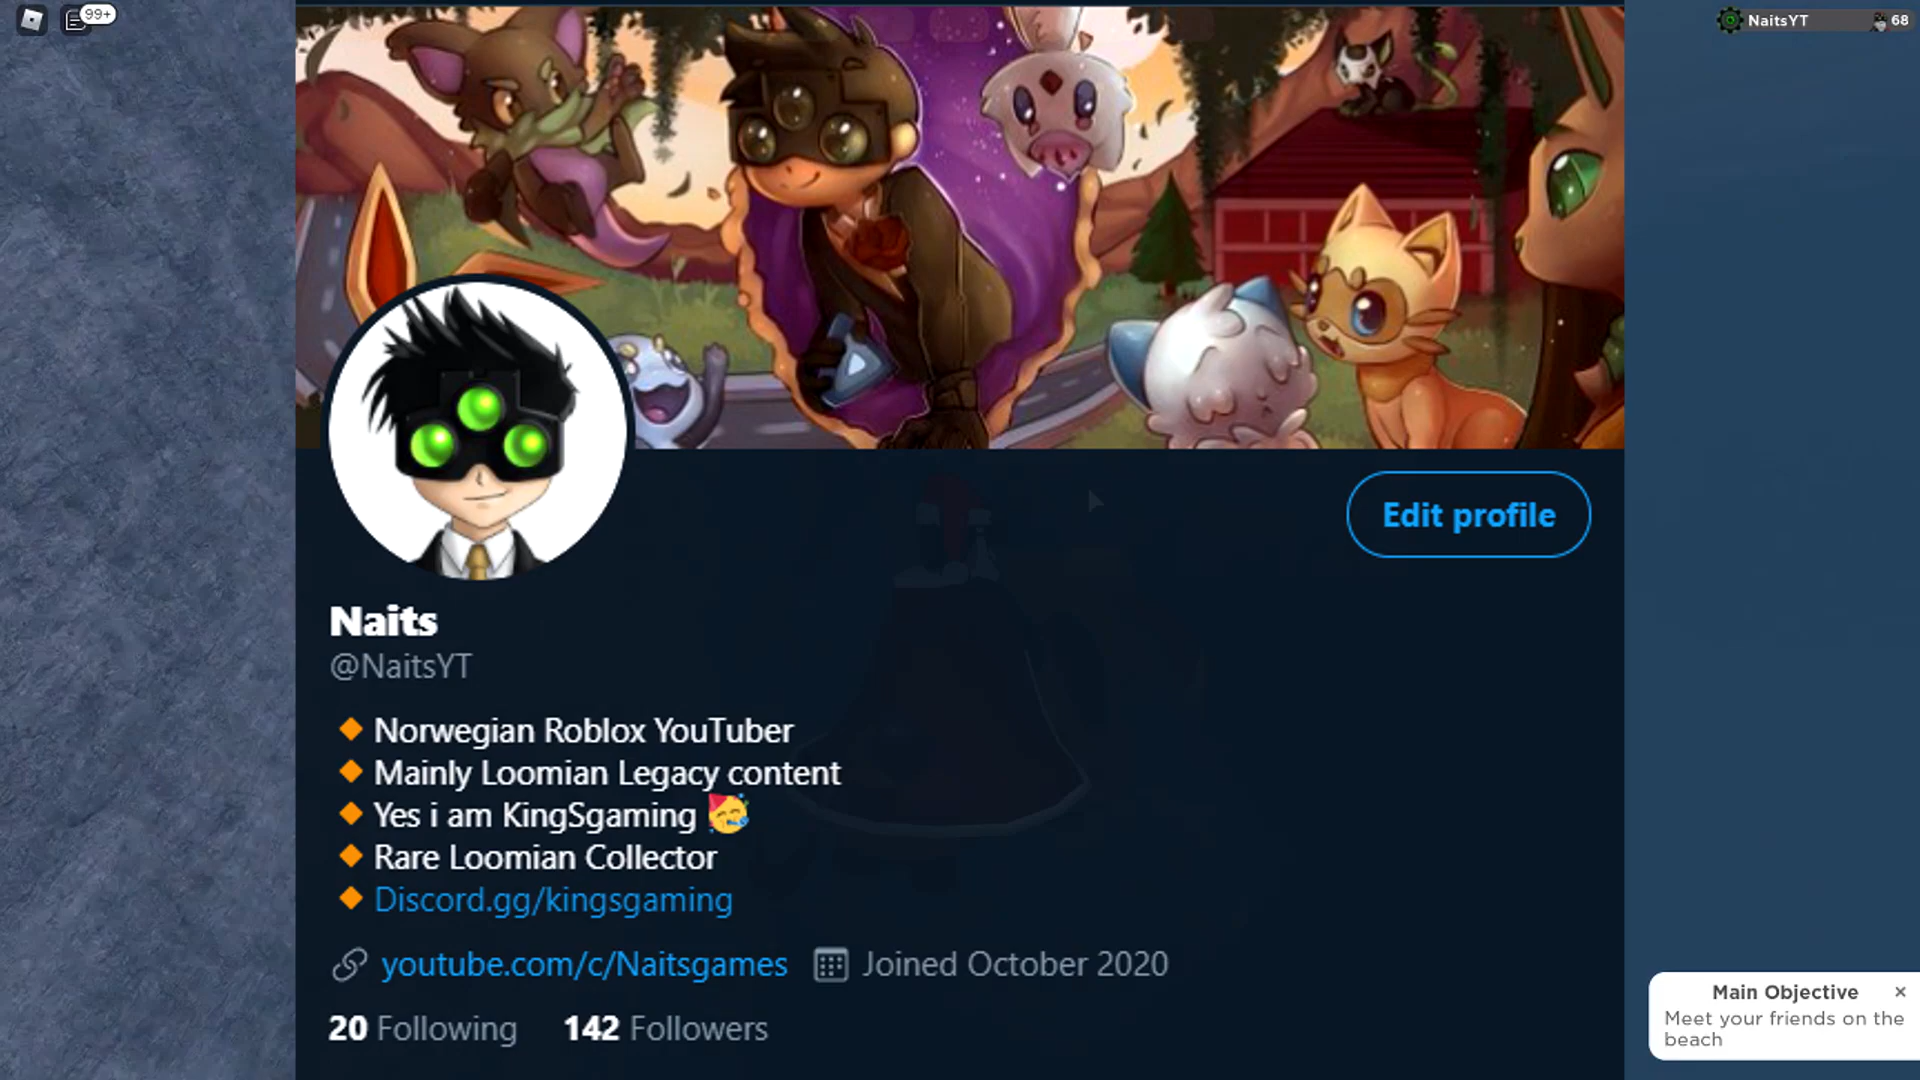 99+
NaitsYT 68
Edit profile
Naits
@NaitsYT
Norwegian Roblox YouTuber
Mainly Loomian Legacy content
Yes i am KingSgaming 🥳
Rare Loomian Collector
Discord.gg/kingsgaming
youtube.com/c/Naitsgames Joined October 2020
20 Following 142 Followers
Main Objective ×
Meet your friends on the
beach